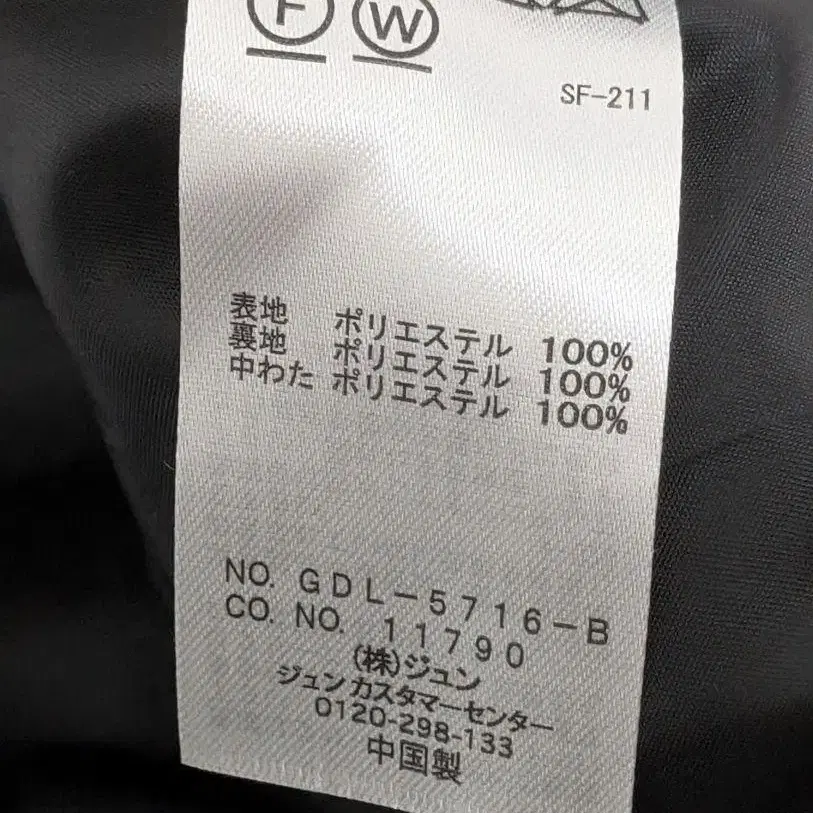 F W
SF-211
表地 ポリエステル 100%
裏地 ポリエステル 100%
中わた ポリエステル 100%
NO. GDL-5716-B
CO. NO. 11790
(株)ジュン
ジュンカスタマーセンター
0120-298-133
中国製